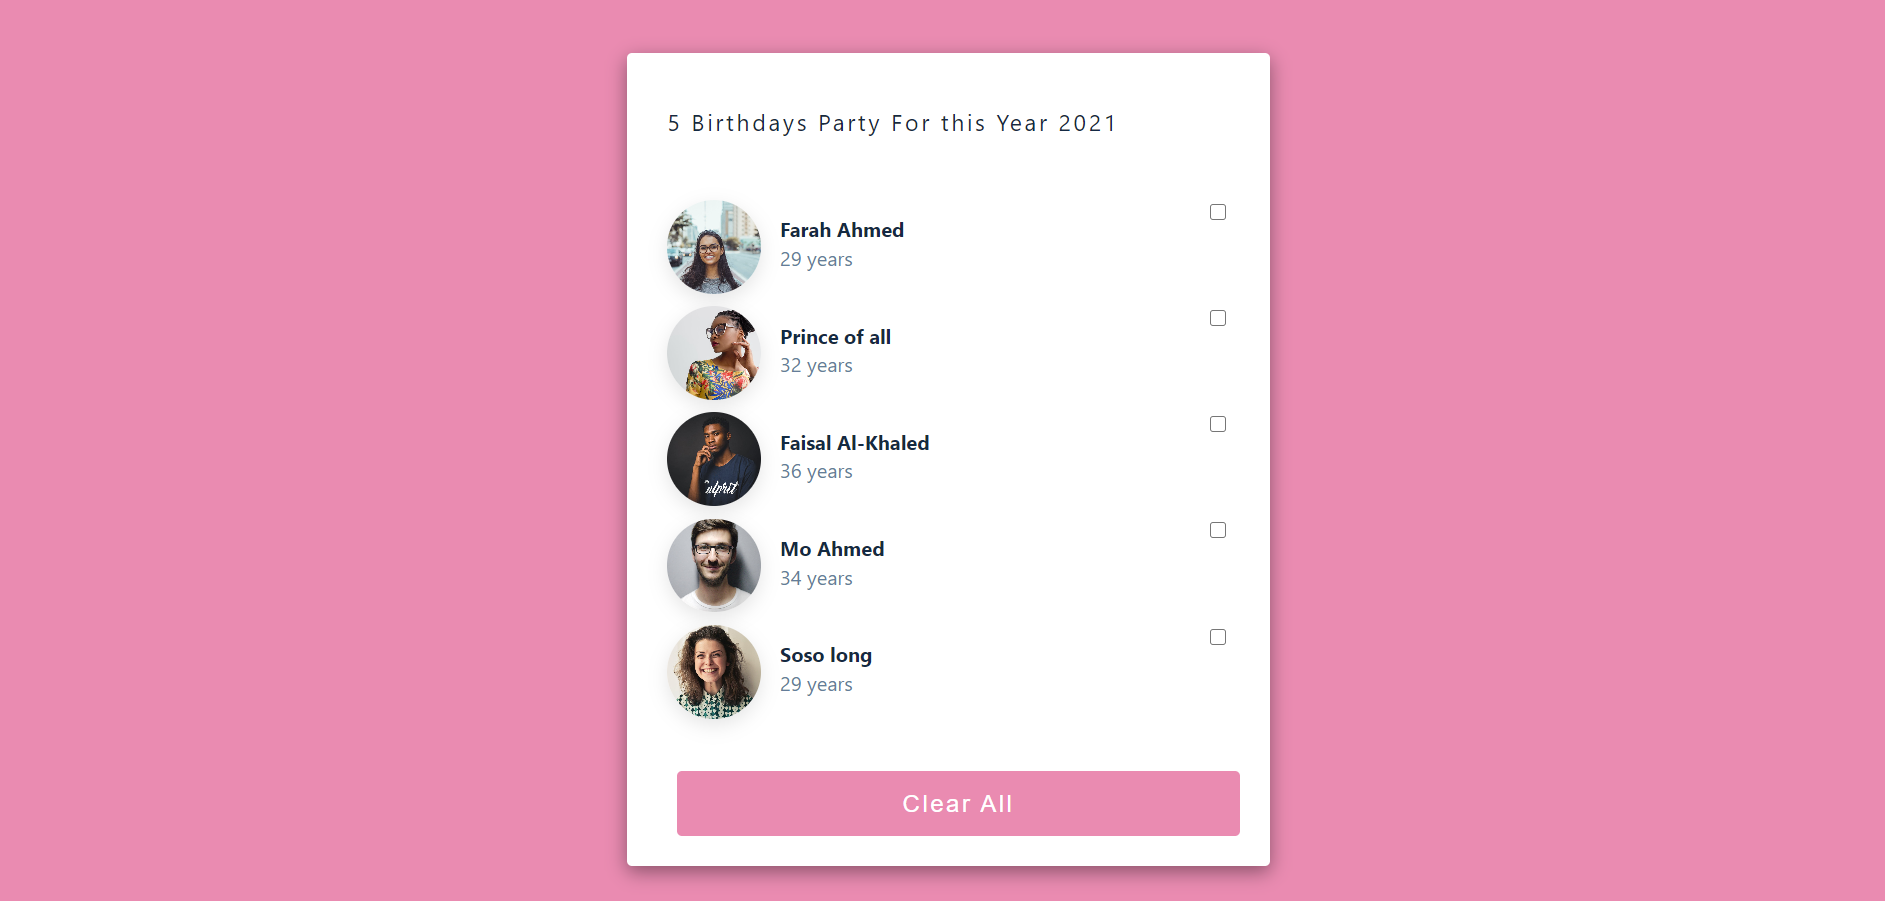 5 Birthdays Party For this Year 2021
Farah Ahmed
29 years
Prince of all
32 years
Faisal Al-Khaled
36 years
Mo Ahmed
34 years
Soso long
29 years
Clear All